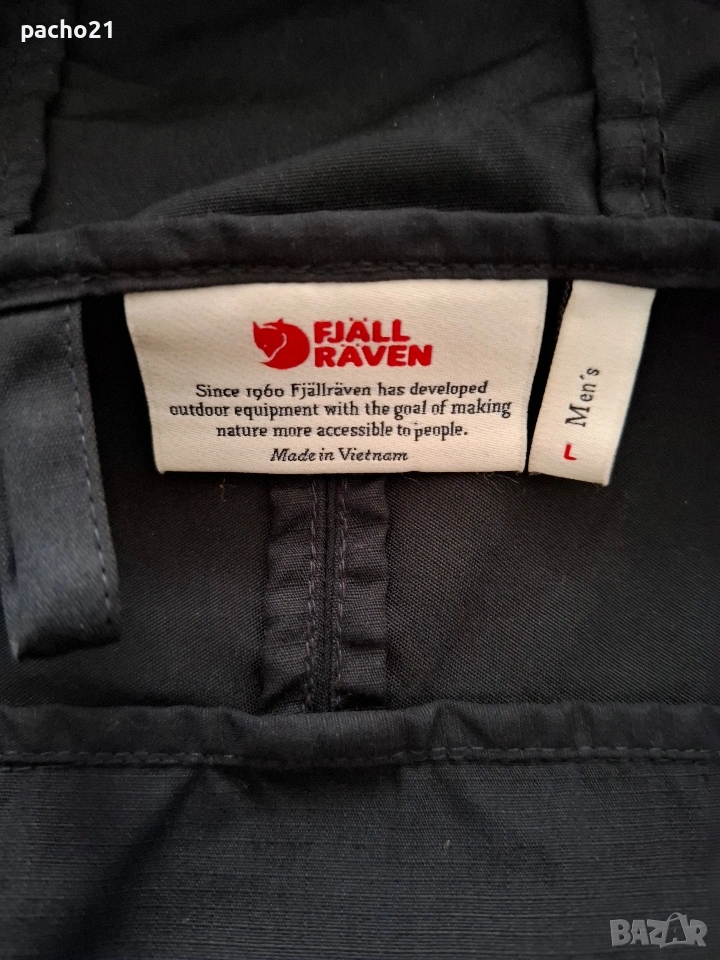 pacho21
FJÄLL
RÄVEN
Since 1960 Fjällräven has developed
outdoor equipment with the goal of making
nature more accessible to people.
Made in Vietnam
L Men's
BAZAR